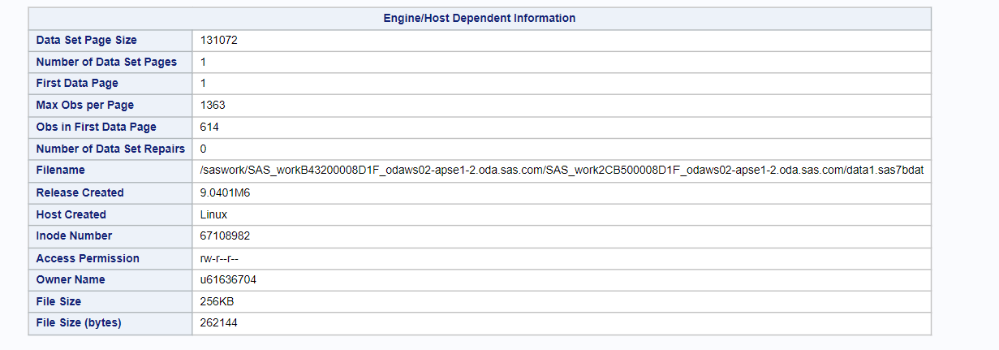 Engine/Host Dependent Information
Data Set Page Size 131072
Number of Data Set Pages 1
First Data Page 1
Max Obs per Page 1363
Obs in First Data Page 614
Number of Data Set Repairs 0
Filename /saswork/SAS_workB43200008D1F_odaws02-apse1-2.oda.sas.com/SAS_work2CB500008D1F_odaws02-apse1-2.oda.sas.com/data1.sas7bdat
Release Created 9.0401M6
Host Created Linux
Inode Number 67108982
Access Permission rw-r--r--
Owner Name u61636704
File Size 256KB
File Size (bytes) 262144